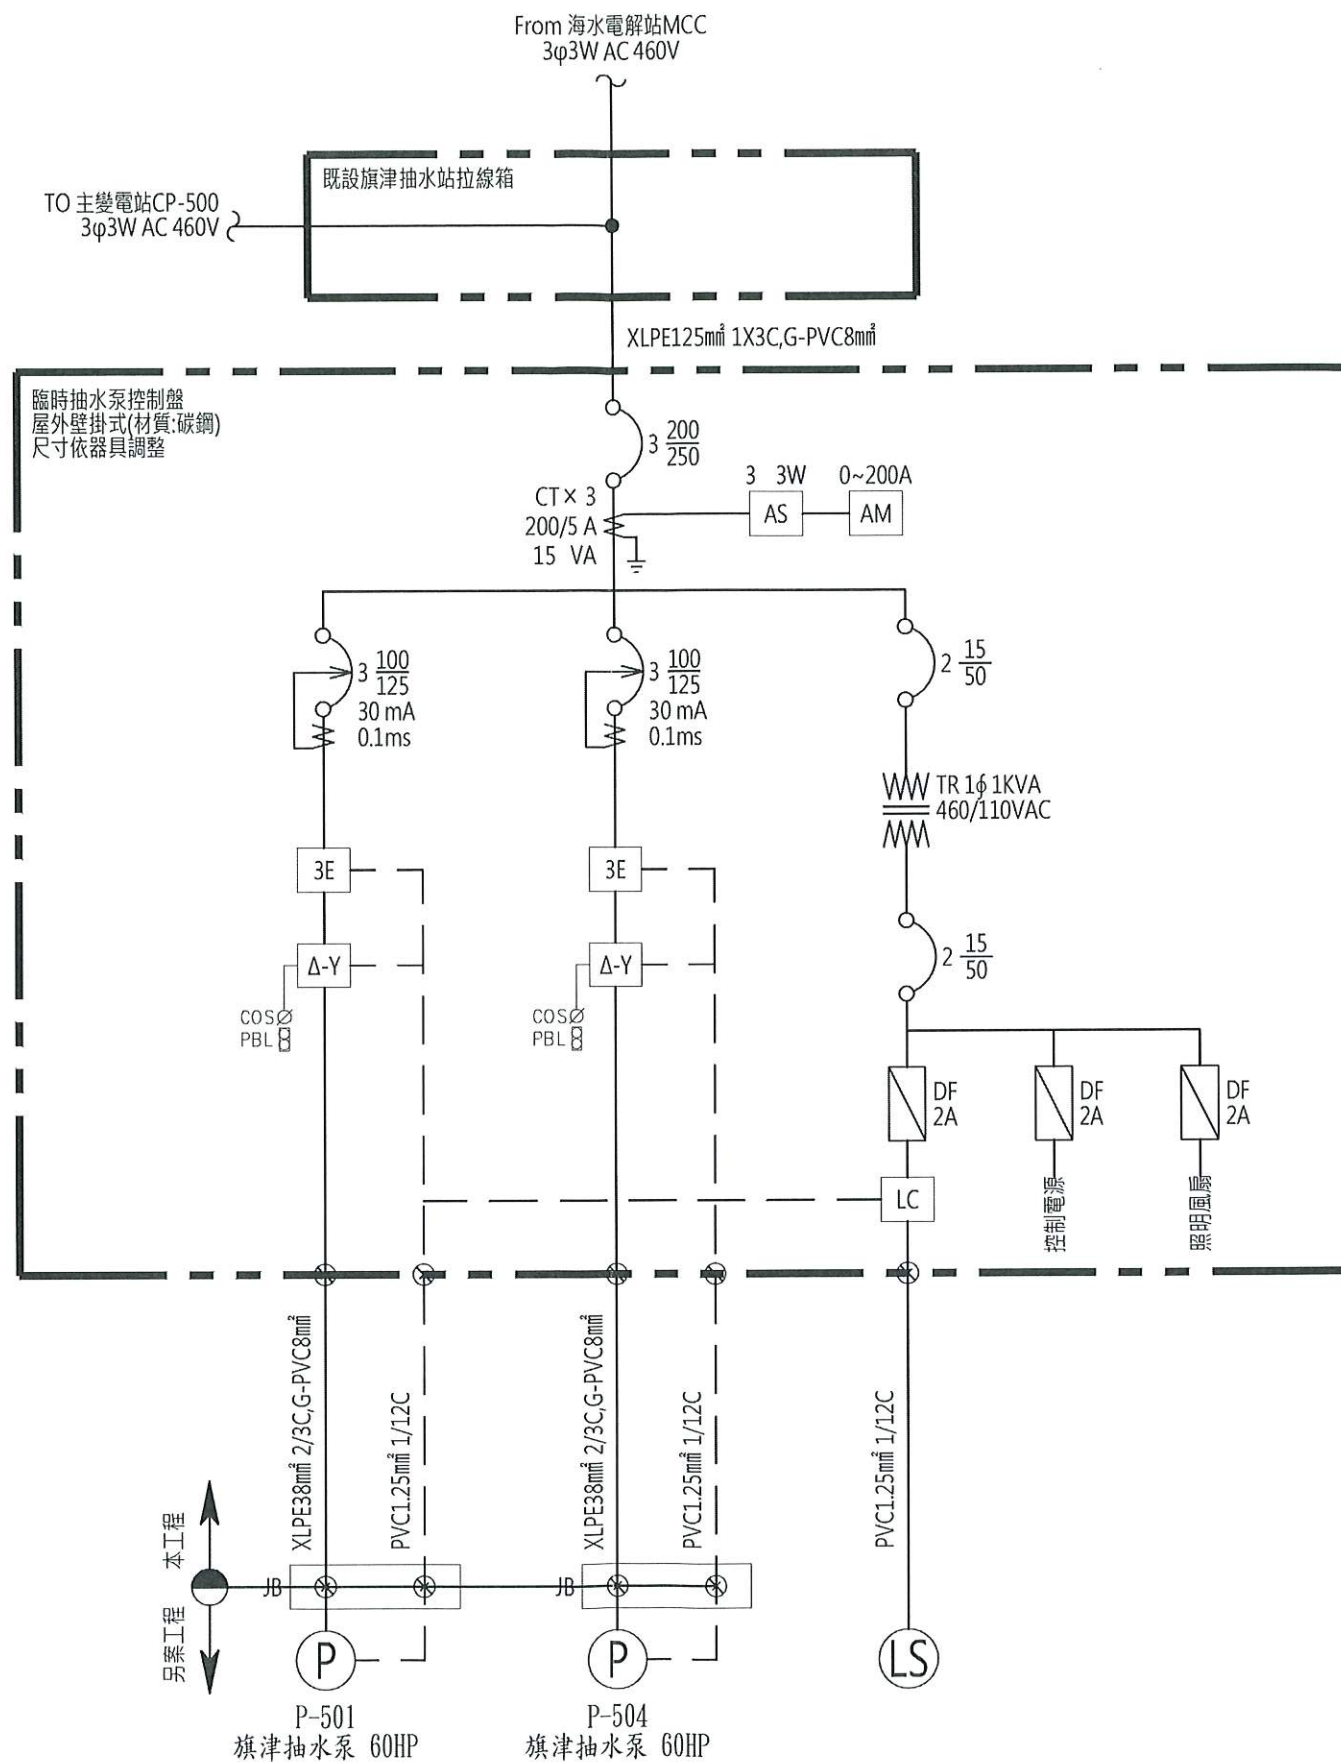 From 海水電解站MCC
3φ3W AC 460V
既設旗津抽水站拉線箱
TO 主變電站CP-500
3φ3W AC 460V
XLPE125m㎡ 1X3C,G-PVC8m㎡
臨時抽水泵控制盤
屋外壁掛式(材質:碳鋼)
尺寸依器具調整
3 200
250
CT× 3
200/5 A
15 VA
3 3W
0~200A
AS
AM
3 100
125
30 mA
0.1ms
3 100
125
30 mA
0.1ms
2 15
50
TR 1ϕ 1KVA
460/110VAC
3E
3E
Δ-Y
Δ-Y
2 15
50
COS
PBL
COS
PBL
DF
2A
DF
2A
DF
2A
LC
控制電源
照明風扇
XLPE38m㎡ 2/3C,G-PVC8m㎡
PVC1.25m㎡ 1/12C
XLPE38m㎡ 2/3C,G-PVC8m㎡
PVC1.25m㎡ 1/12C
PVC1.25m㎡ 1/12C
本工程
另案工程
JB
JB
P
P
LS
P-501
旗津抽水泵 60HP
P-504
旗津抽水泵 60HP